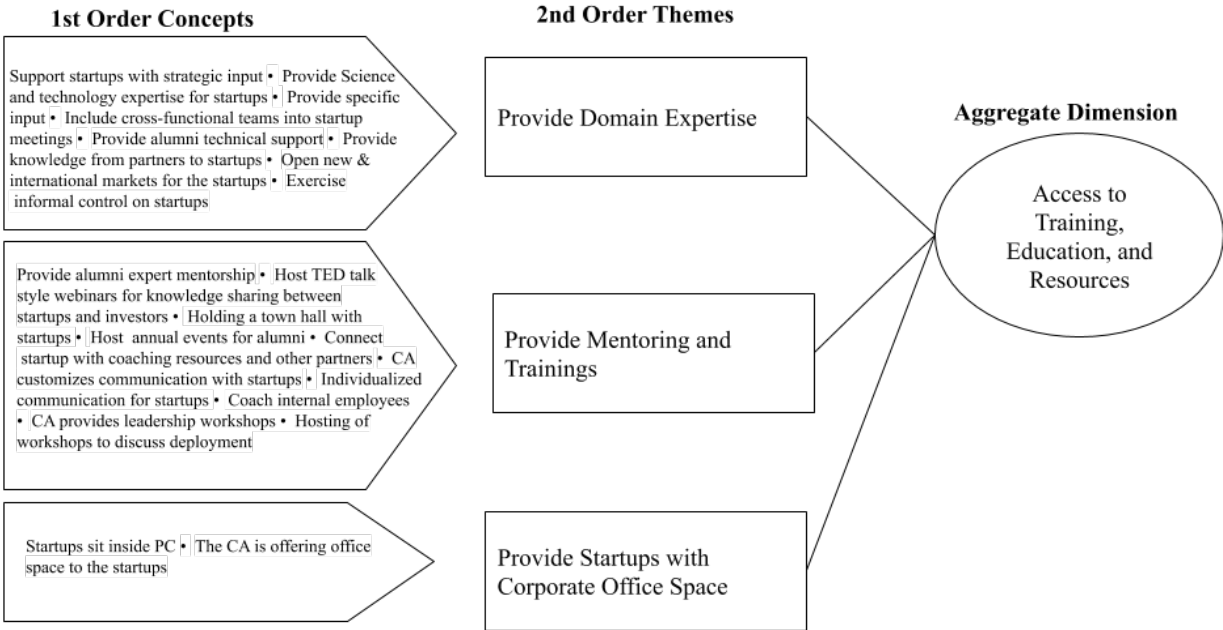 1st Order Concepts
2nd Order Themes
Support startups with strategic input • Provide Science
and technology expertise for startups • Provide specific
input • Include cross-functional teams into startup
meetings • Provide alumni technical support • Provide
knowledge from partners to startups • Open new &
international markets for the startups • Exercise
informal control on startups
Provide Domain Expertise
Aggregate Dimension
Access to
Training,
Education, and
Resources
Provide alumni expert mentorship • Host TED talk
style webinars for knowledge sharing between
startups and investors • Holding a town hall with
startups • Host annual events for alumni • Connect
startup with coaching resources and other partners • CA
customizes communication with startups • Individualized
communication for startups • Coach internal employees
• CA provides leadership workshops • Hosting of
workshops to discuss deployment
Provide Mentoring and
Trainings
Startups sit inside PC • The CA is offering office
space to the startups
Provide Startups with
Corporate Office Space